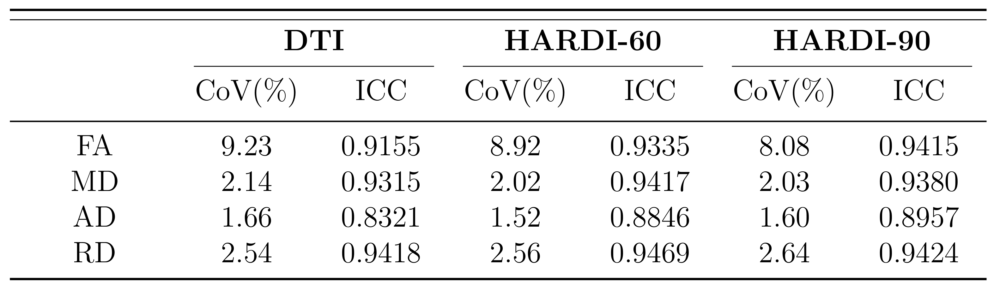 DTI HARDI-60 HARDI-90
CoV(%) ICC CoV(%) ICC CoV(%) ICC
FA 9.23 0.9155 8.92 0.9335 8.08 0.9415
MD 2.14 0.9315 2.02 0.9417 2.03 0.9380
AD 1.66 0.8321 1.52 0.8846 1.60 0.8957
RD 2.54 0.9418 2.56 0.9469 2.64 0.9424